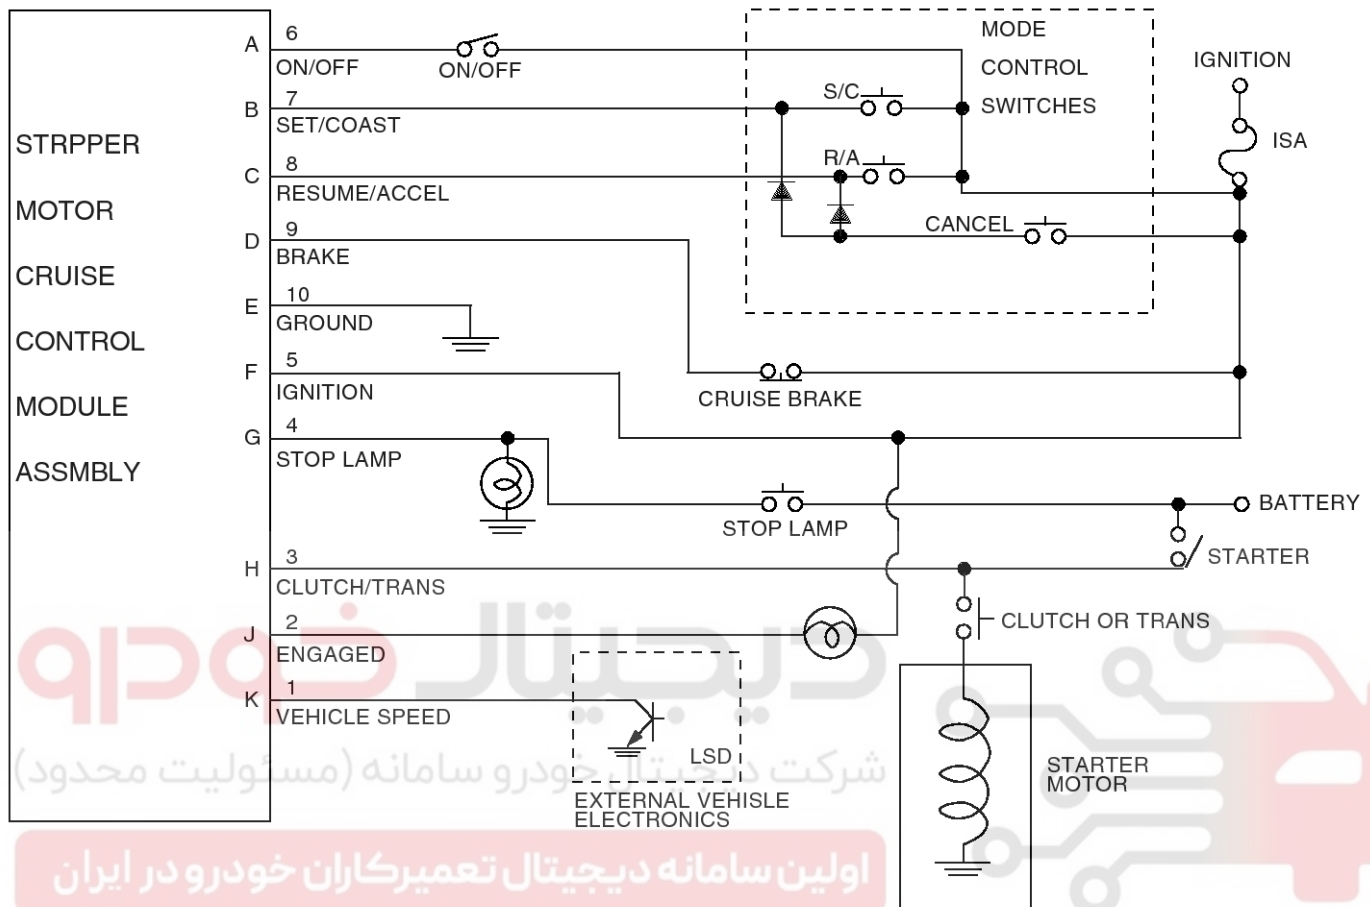 STRPPER
MOTOR
CRUISE
CONTROL
MODULE
ASSMBLY
A 6
ON/OFF
ON/OFF
B 7
SET/COAST
C 8
RESUME/ACCEL
D 9
BRAKE
E 10
GROUND
F 5
IGNITION
G 4
STOP LAMP
H 3
CLUTCH/TRANS
J 2
ENGAGED
K 1
VEHICLE SPEED
MODE
CONTROL
SWITCHES
S/C
R/A
CANCEL
IGNITION
ISA
CRUISE BRAKE
STOP LAMP
BATTERY
STARTER
CLUTCH OR TRANS
LSD
EXTERNAL VEHISLE
ELECTRONICS
STARTER
MOTOR
دیجیتال خودرو
شرکت دیجیتال خودرو سامانه (مسئولیت محدود)
اولین سامانه دیجیتال تعمیرکاران خودرو در ایران